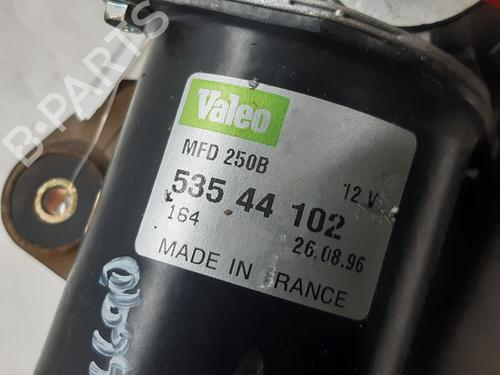 B-PARTS
Valeo
MFD 250B
12 V
535 44 102
164
26.08.96
MADE IN FRANCE